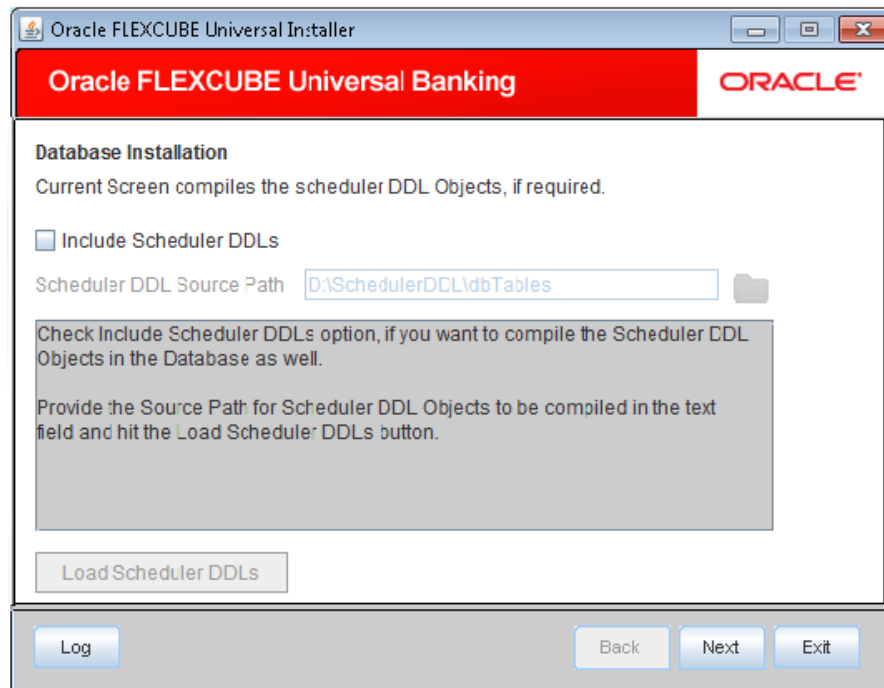 Oracle FLEXCUBE Universal Installer
Oracle FLEXCUBE Universal Banking
ORACLE
Database Installation
Current Screen compiles the scheduler DDL Objects, if required.
Include Scheduler DDLs
Scheduler DDL Source Path D:\SchedulerDDL\dbTables
Check Include Scheduler DDLs option, if you want to compile the Scheduler DDL
Objects in the Database as well.
Provide the Source Path for Scheduler DDL Objects to be compiled in the text
field and hit the Load Scheduler DDLs button.
Load Scheduler DDLs
Log Back Next Exit